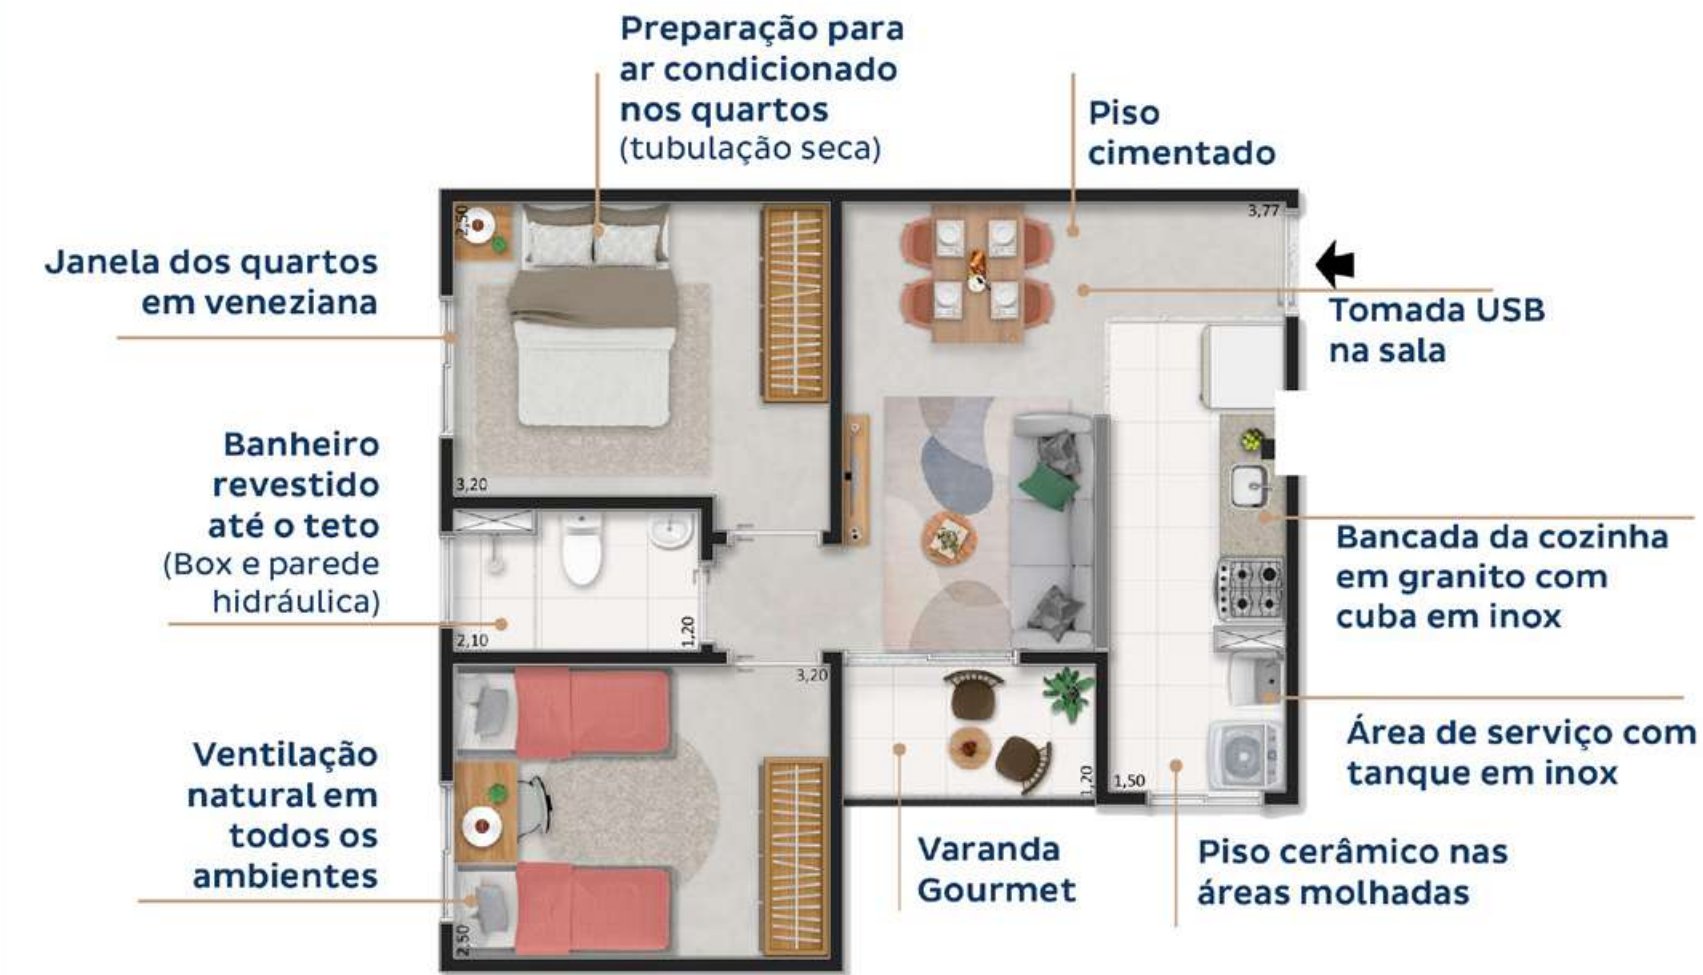 Preparação para
ar condicionado
nos quartos
(tubulação seca)
Piso
cimentado
Janela dos quartos
em veneziana
2,50
3,77
Tomada USB
na sala
Banheiro
revestido
até o teto
(Box e parede
hidráulica)
3,20
2,10
1,20
Bancada da cozinha
em granito com
cuba em inox
3,20
Ventilação
natural em
todos os
ambientes
2,50
1,20
1,50
Área de serviço com
tanque em inox
Varanda
Gourmet
Piso cerâmico nas
áreas molhadas